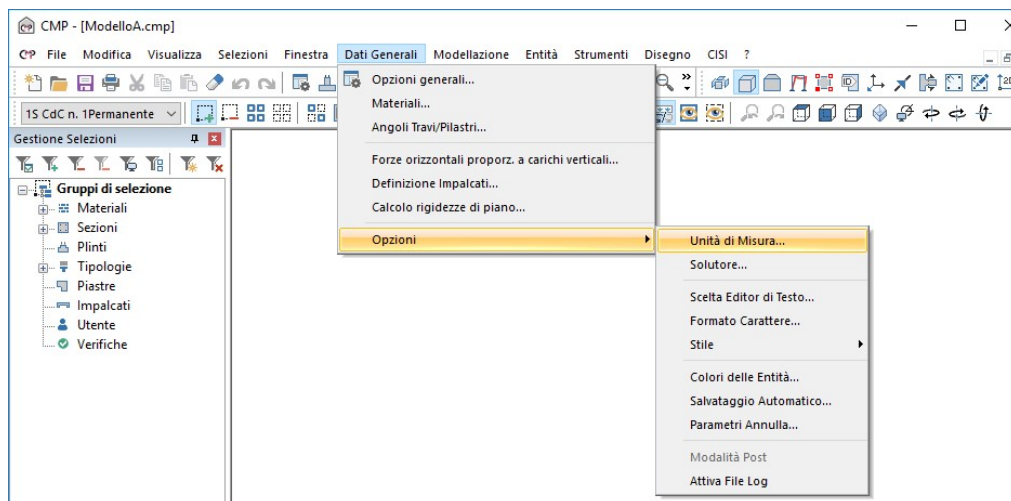 CMP - [ModelloA.cmp]
File Modifica Visualizza Selezioni Finestra Dati Generali Modellazione Entità Strumenti Disegno CISI ?
1S CdC n. 1Permanente
Gestione Selezioni
Gruppi di selezione
Materiali
Sezioni
Plinti
Tipologie
Piastre
Impalcati
Utente
Verifiche
Opzioni generali...
Materiali...
Angoli Travi/Pilastri...
Forze orizzontali proporz. a carichi verticali...
Definizione Impalcati...
Calcolo rigidezze di piano...
Opzioni
Unità di Misura...
Solutore...
Scelta Editor di Testo...
Formato Carattere...
Stile
Colori delle Entità...
Salvataggio Automatico...
Parametri Annulla...
Modalità Post
Attiva File Log